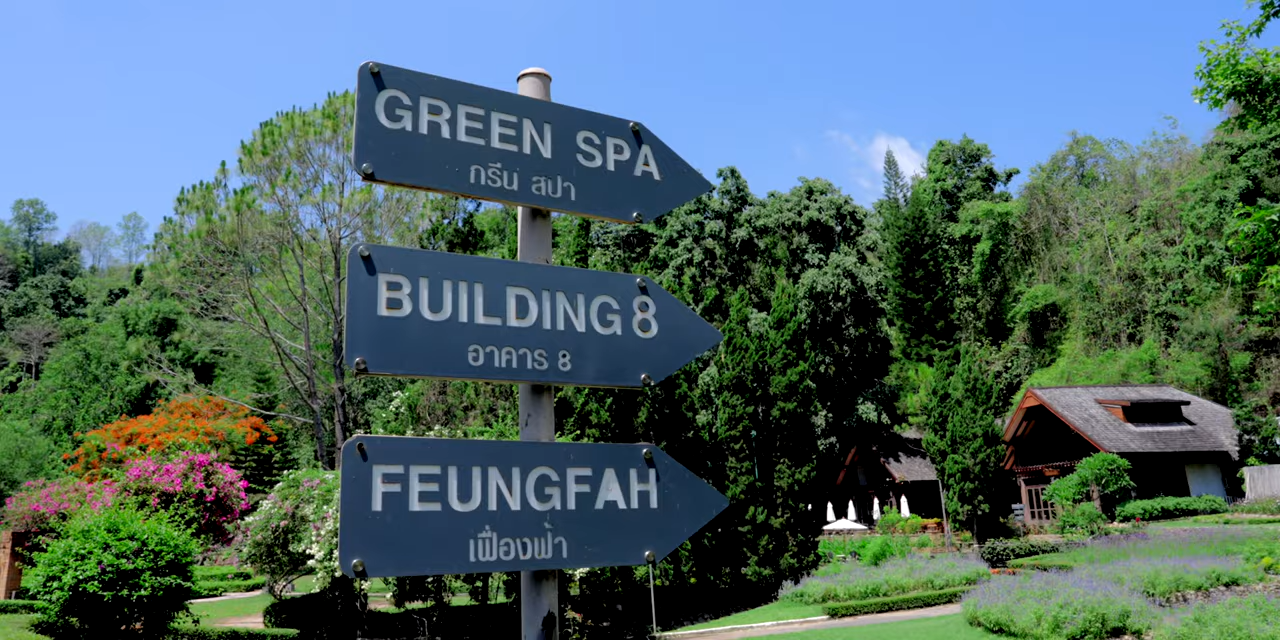 GREEN SPA
กรีน สปา
BUILDING 8
อาคาร 8
FEUNGFAH
เฟื่องฟ้า